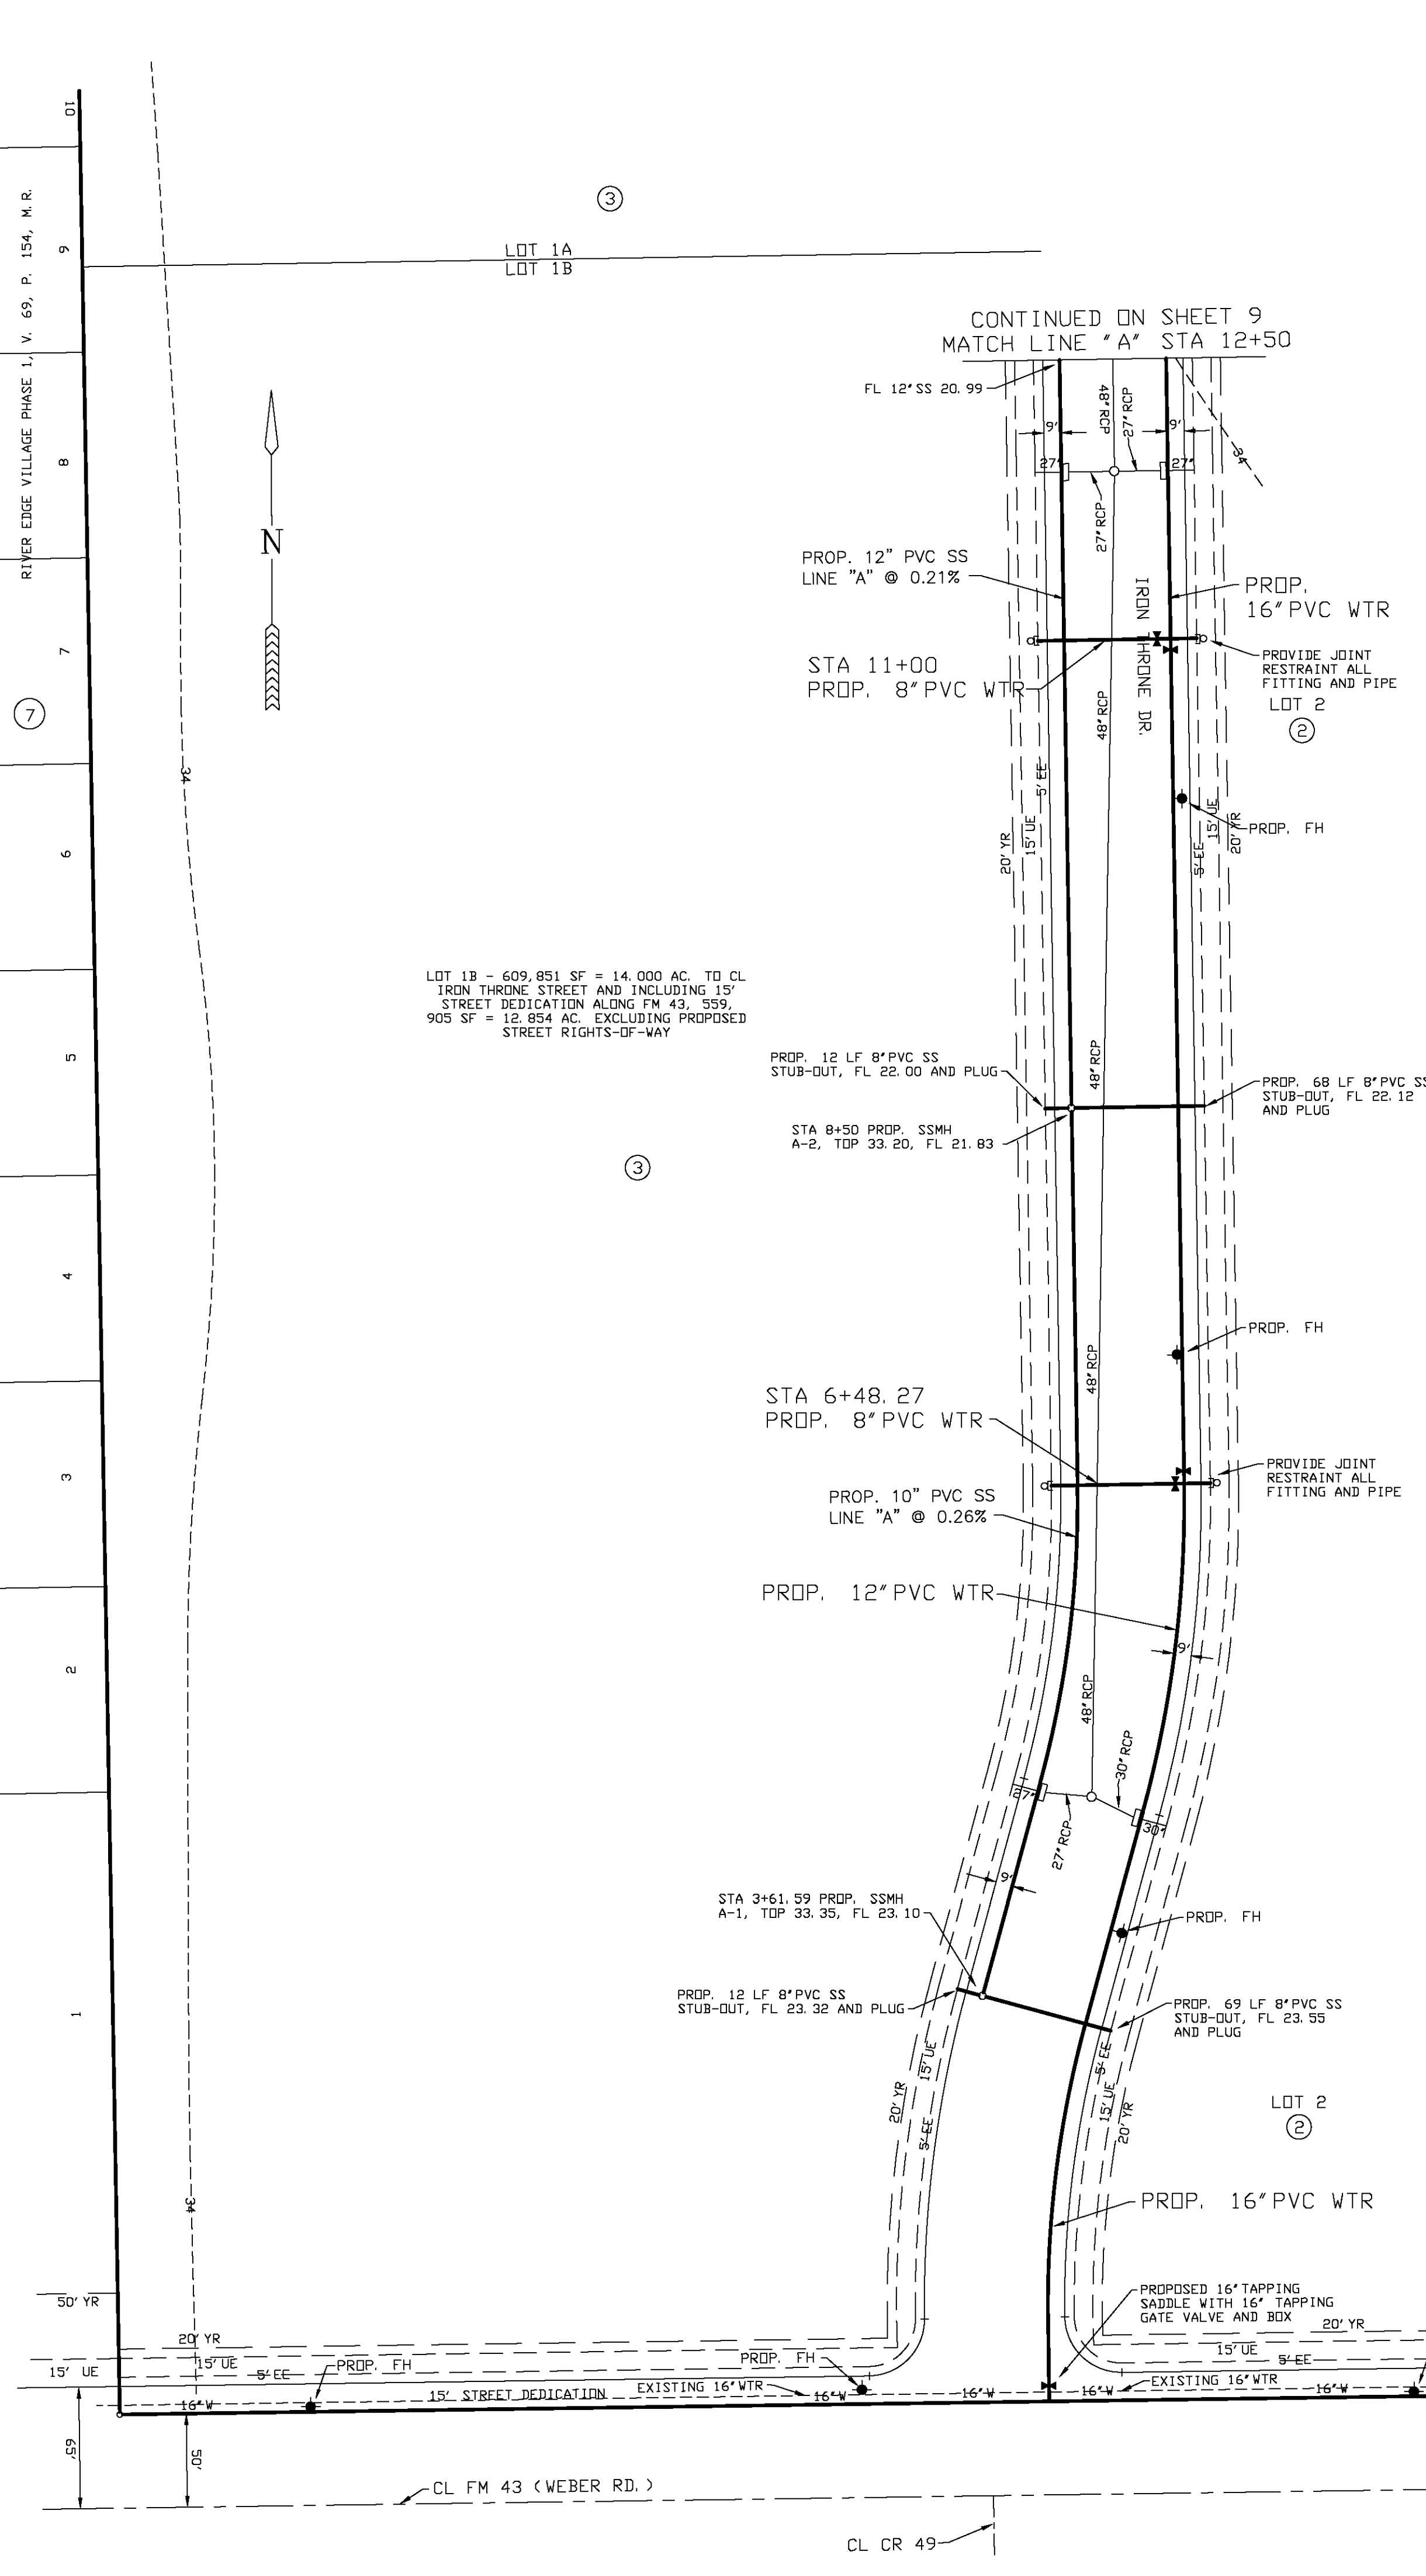 10
RIVER EDGE VILLAGE PHASE 1, V. 69, P. 154, M.R.
9
3
LOT 1A
LOT 1B
CONTINUED ON SHEET 9
MATCH LINE "A" STA 12+50
FL 12"SS 20.99
48"RCP
27"RCP
9'
9'
34
8
27"
27"
27"RCP
N
PROP. 12" PVC SS
LINE "A" @ 0.21%
IRON THRONE DR.
PROP.
16"PVC WTR
7
STA 11+00
PROP. 8"PVC WTR
PROVIDE JOINT
RESTRAINT ALL
FITTING AND PIPE
LOT 2
2
7
48"RCP
34
5' EE
15' UE
20' YR
PROP. FH
15' UE
20' YR
5' EE
6
LOT 1B - 609,851 SF = 14.000 AC. TO CL
IRON THRONE STREET AND INCLUDING 15'
STREET DEDICATION ALONG FM 43, 559,
905 SF = 12.854 AC. EXCLUDING PROPOSED
STREET RIGHTS-OF-WAY
5
48"RCP
PROP. 12 LF 8"PVC SS
STUB-OUT, FL 22.00 AND PLUG
PROP. 68 LF 8"PVC SS
STUB-OUT, FL 22.12
AND PLUG
STA 8+50 PROP. SSMH
A-2, TOP 33.20, FL 21.83
3
4
PROP. FH
48"RCP
STA 6+48.27
PROP. 8"PVC WTR
3
PROVIDE JOINT
RESTRAINT ALL
FITTING AND PIPE
PROP. 10" PVC SS
LINE "A" @ 0.26%
PROP. 12"PVC WTR
9'
2
48"RCP
30"RCP
27"
30"
27"RCP
9'
STA 3+61.59 PROP. SSMH
A-1, TOP 33.35, FL 23.10
PROP. FH
PROP. 12 LF 8"PVC SS
STUB-OUT, FL 23.32 AND PLUG
PROP. 69 LF 8"PVC SS
STUB-OUT, FL 23.55
AND PLUG
1
15' UE
20' YR
5' EE
5' EE
15' UE
20' YR
LOT 2
2
34
PROP. 16"PVC WTR
50' YR
PROPOSED 16"TAPPING
SADDLE WITH 16" TAPPING
GATE VALVE AND BOX
20' YR
20' YR
15' UE
15' UE
5' EE
PROP. FH
PROP. FH
15' UE
5' EE
16"W
15' STREET DEDICATION
EXISTING 16"WTR
16"W
16"W
16"W
EXISTING 16"WTR
16"W
65'
50'
CL FM 43 (WEBER RD.)
CL CR 49